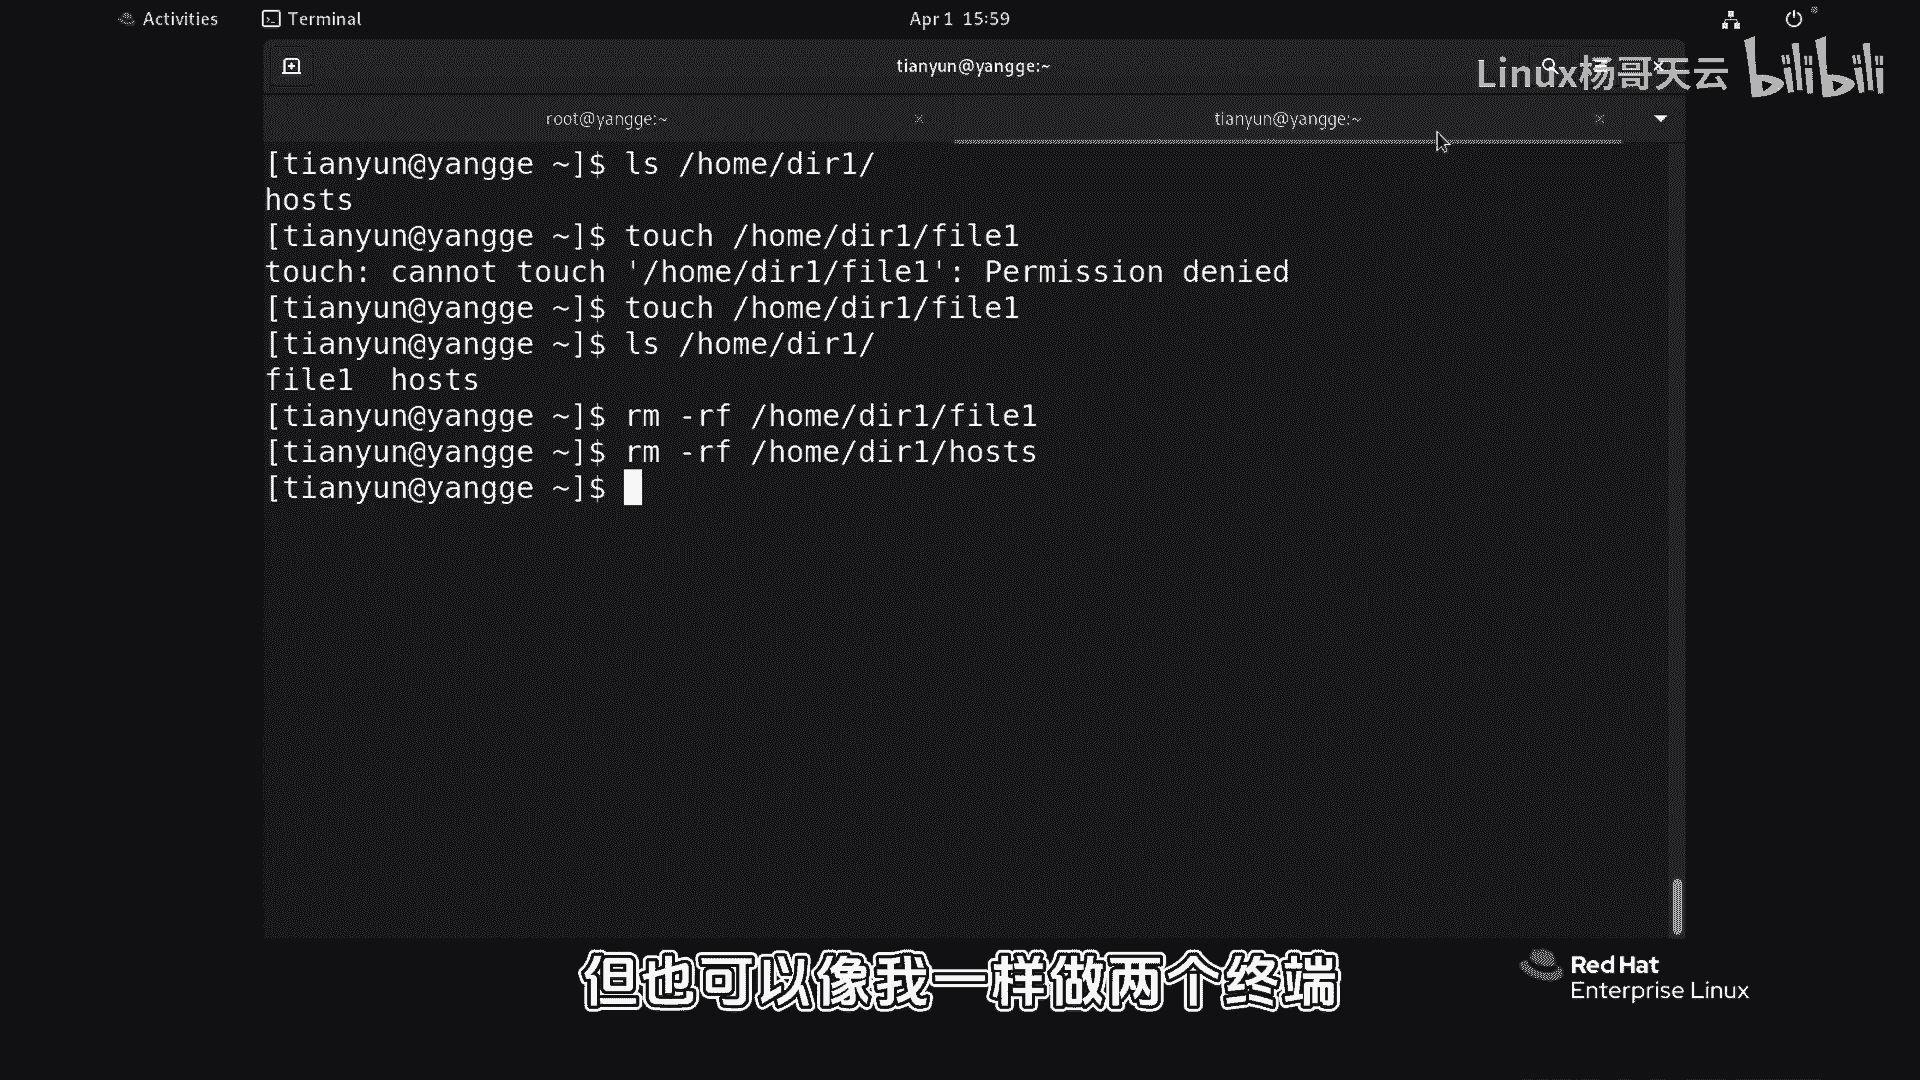 Activities
Terminal
Apr 1 15:59
tianyun@yangge:~
Linux杨哥天云 bilibili
root@yangge:~
tianyun@yangge:~
[tianyun@yangge ~]$ ls /home/dir1/
hosts
[tianyun@yangge ~]$ touch /home/dir1/file1
touch: cannot touch '/home/dir1/file1': Permission denied
[tianyun@yangge ~]$ touch /home/dir1/file1
[tianyun@yangge ~]$ ls /home/dir1/
file1  hosts
[tianyun@yangge ~]$ rm -rf /home/dir1/file1
[tianyun@yangge ~]$ rm -rf /home/dir1/hosts
[tianyun@yangge ~]$
但也可以像我一样做两个终端
Red Hat
Enterprise Linux